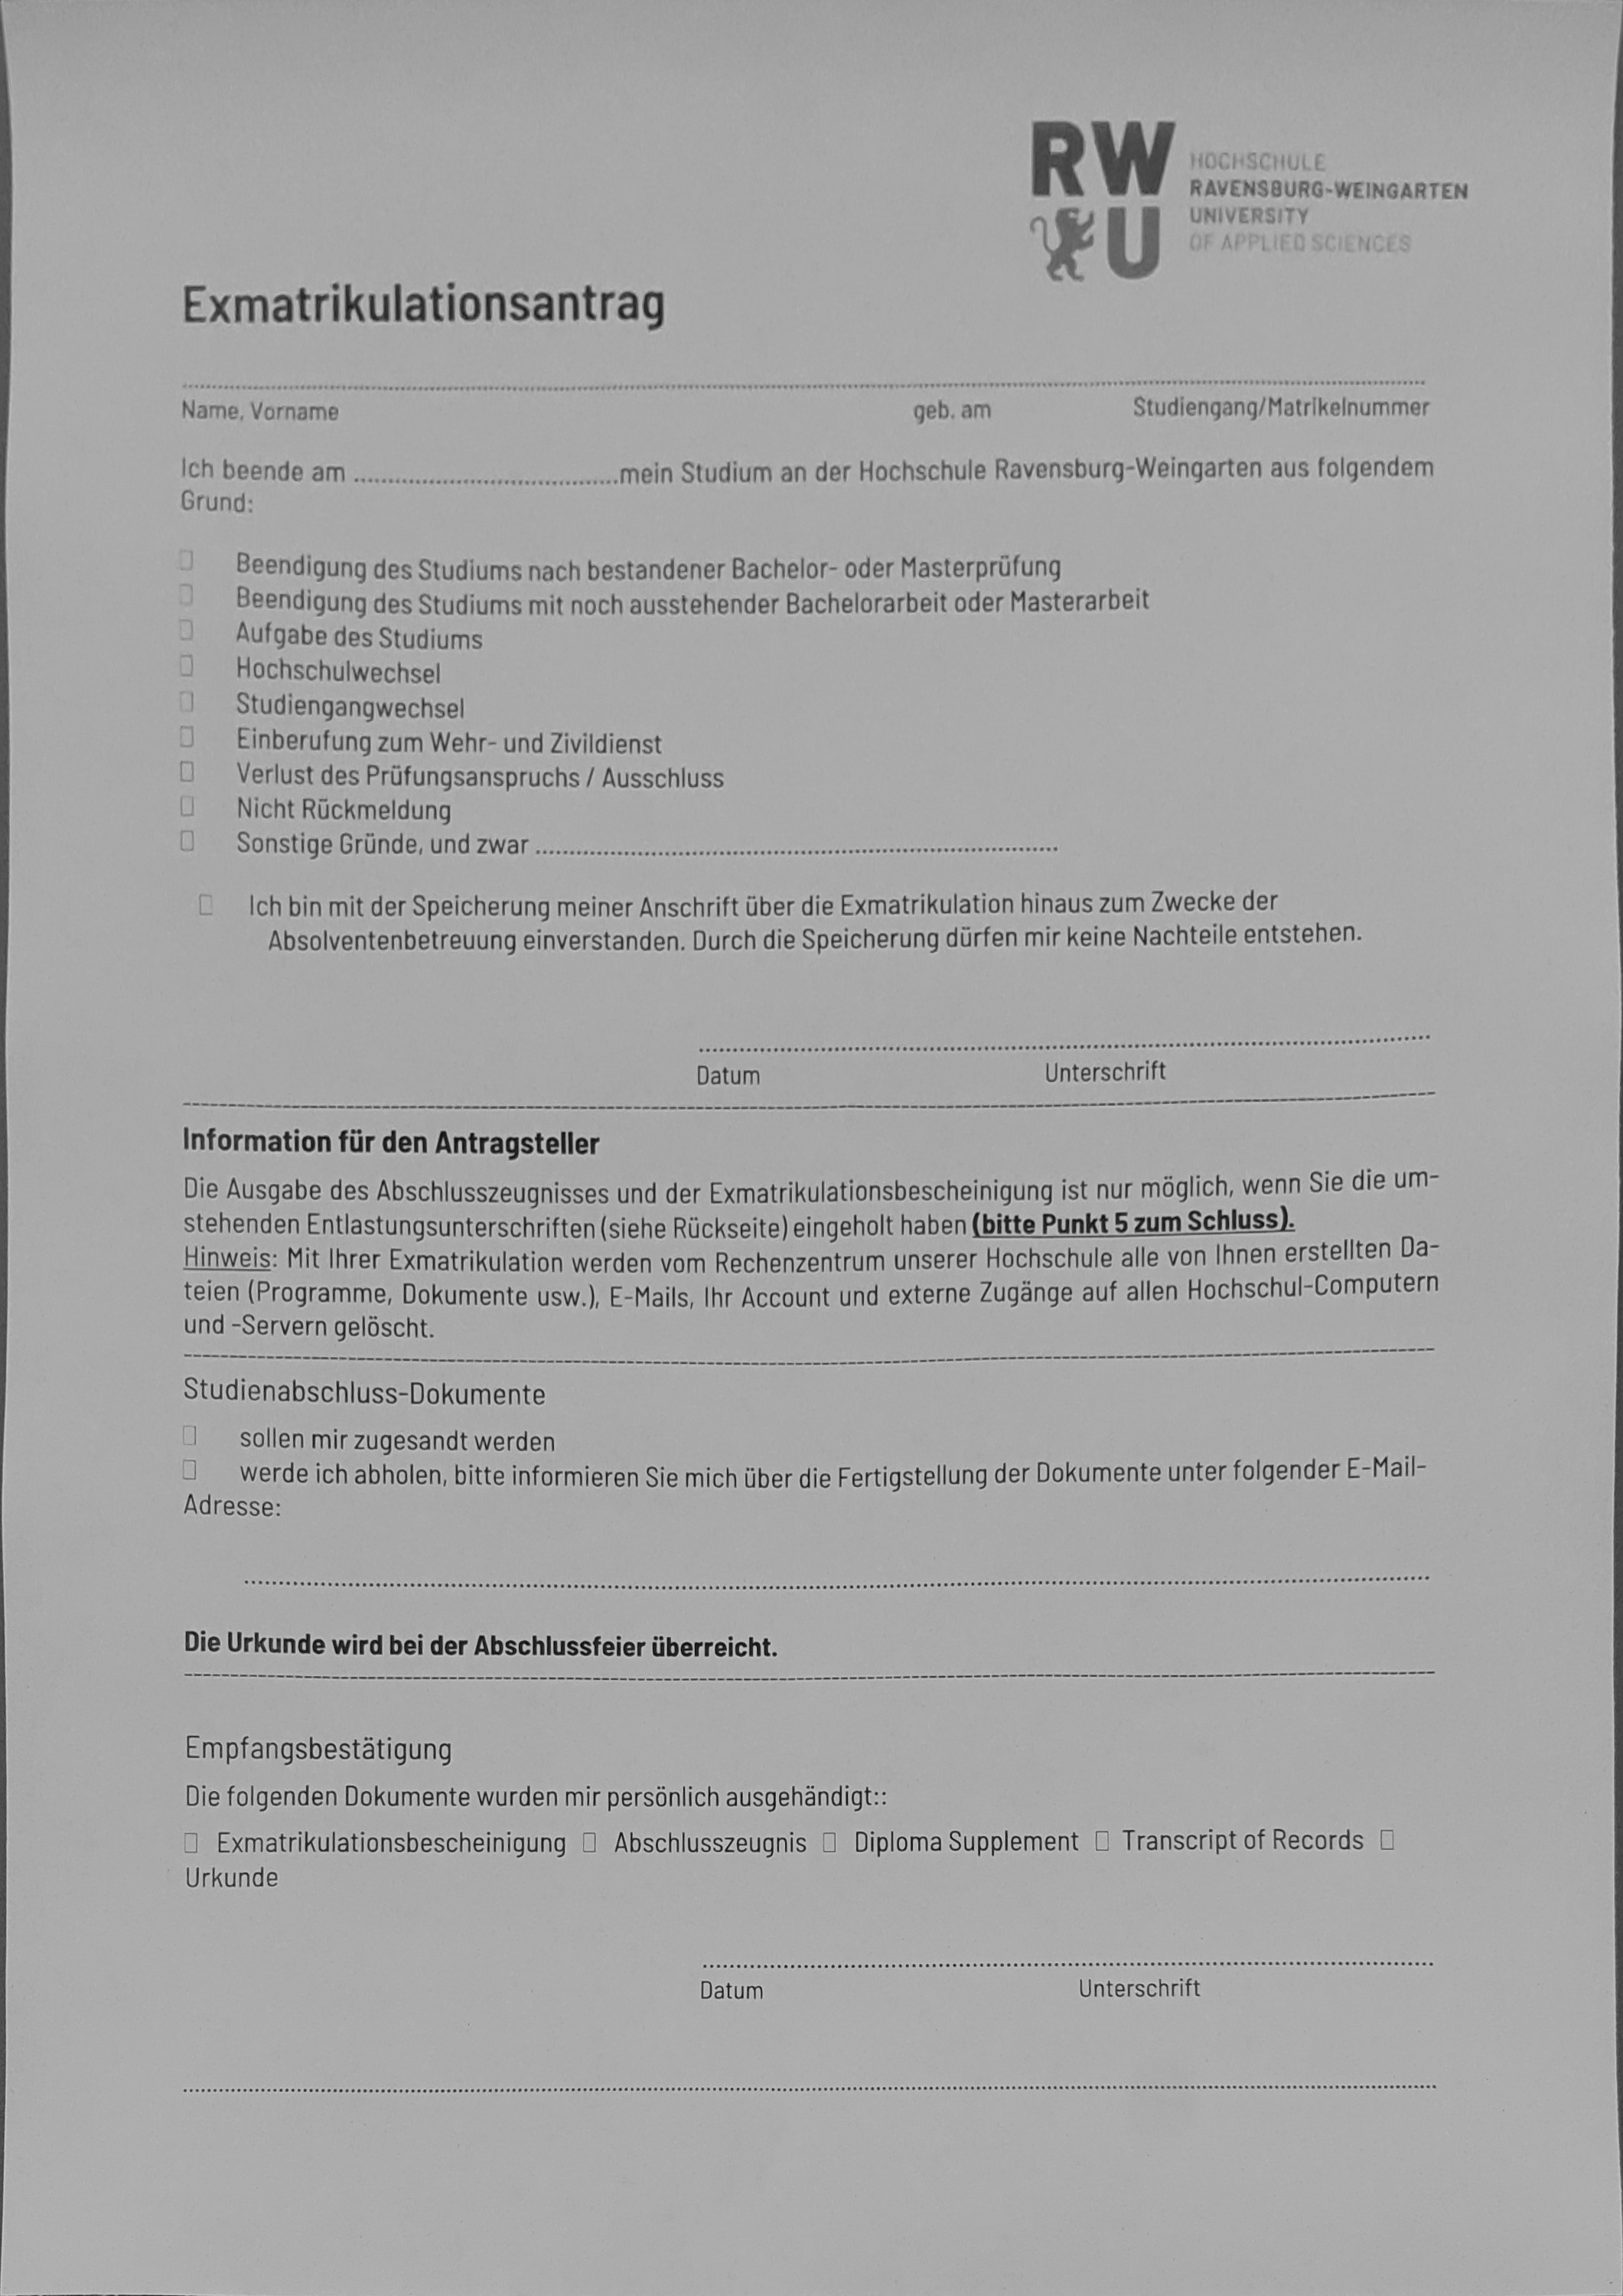 RW
U
HOCHSCHULE
RAVENSBURG-WEINGARTEN
UNIVERSITY
OF APPLIED SCIENCES
Exmatrikulationsantrag
Name, Vorname geb. am Studiengang/Matrikelnummer
Ich beende am ........................................mein Studium an der Hochschule Ravensburg-Weingarten aus folgendem
Grund:
Beendigung des Studiums nach bestandener Bachelor- oder Masterprüfung
Beendigung des Studiums mit noch ausstehender Bachelorarbeit oder Masterarbeit
Aufgabe des Studiums
Hochschulwechsel
Studiengangwechsel
Einberufung zum Wehr- und Zivildienst
Verlust des Prüfungsanspruchs / Ausschluss
Nicht Rückmeldung
Sonstige Gründe, und zwar ................................................................................
Ich bin mit der Speicherung meiner Anschrift über die Exmatrikulation hinaus zum Zwecke der
Absolventenbetreuung einverstanden. Durch die Speicherung dürfen mir keine Nachteile entstehen.
Datum Unterschrift
Information für den Antragsteller
Die Ausgabe des Abschlusszeugnisses und der Exmatrikulationsbescheinigung ist nur möglich, wenn Sie die um-
stehenden Entlastungsunterschriften (siehe Rückseite) eingeholt haben (bitte Punkt 5 zum Schluss).
Hinweis: Mit Ihrer Exmatrikulation werden vom Rechenzentrum unserer Hochschule alle von Ihnen erstellten Da-
teien (Programme, Dokumente usw.), E-Mails, Ihr Account und externe Zugänge auf allen Hochschul-Computern
und -Servern gelöscht.
Studienabschluss-Dokumente
sollen mir zugesandt werden
werde ich abholen, bitte informieren Sie mich über die Fertigstellung der Dokumente unter folgender E-Mail-
Adresse:
Die Urkunde wird bei der Abschlussfeier überreicht.
Empfangsbestätigung
Die folgenden Dokumente wurden mir persönlich ausgehändigt::
Exmatrikulationsbescheinigung Abschlusszeugnis Diploma Supplement Transcript of Records
Urkunde
Datum Unterschrift